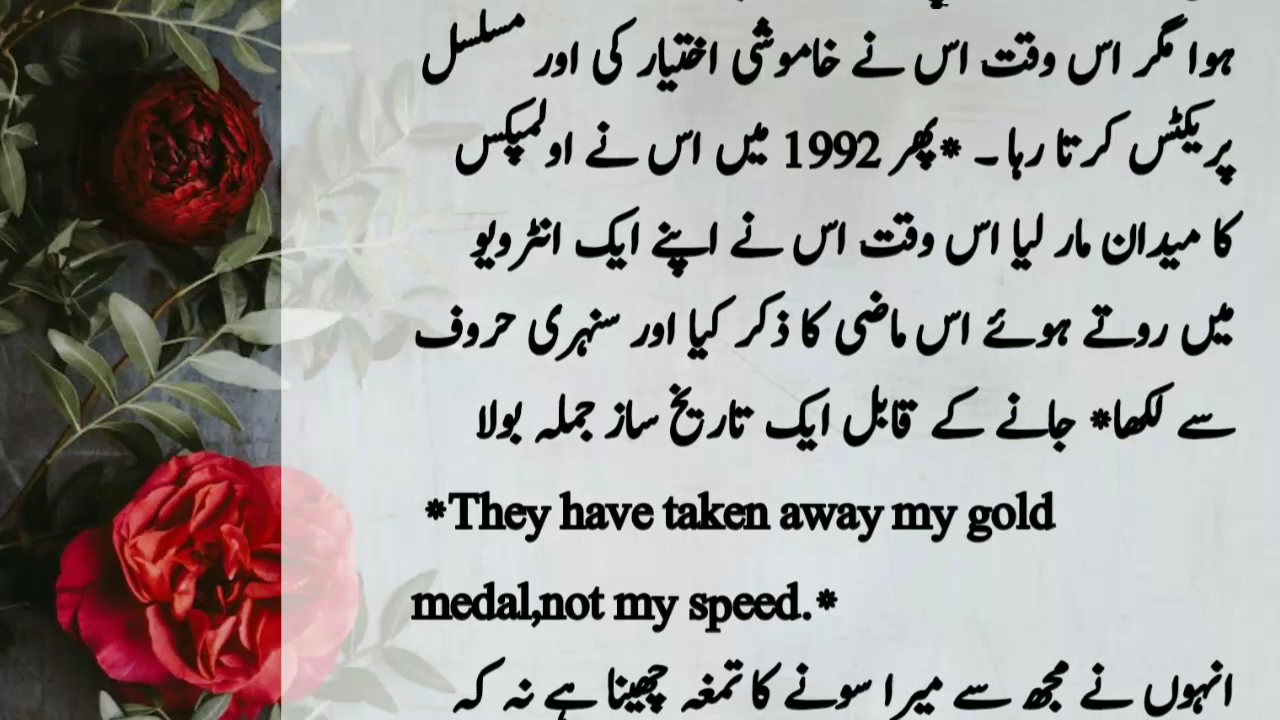 ہوا مگر اس وقت اس نے خاموشی اختیار کی اور مسلسل
پریکٹس کرتا رہا۔ *پھر 1992 میں اس نے اولمپکس
کا میدان مار لیا اس وقت اس نے اپنے ایک انٹرویو
میں روتے ہوئے اس ماضی کا ذکر کیا اور سنہری حروف
سے لکھا* جانے کے قابل ایک تاریخ ساز جملہ بولا
*They have taken away my gold
medal,not my speed.*
انہوں نے مجھ سے میرا سونے کا تمغہ چھینا ہے نہ کہ